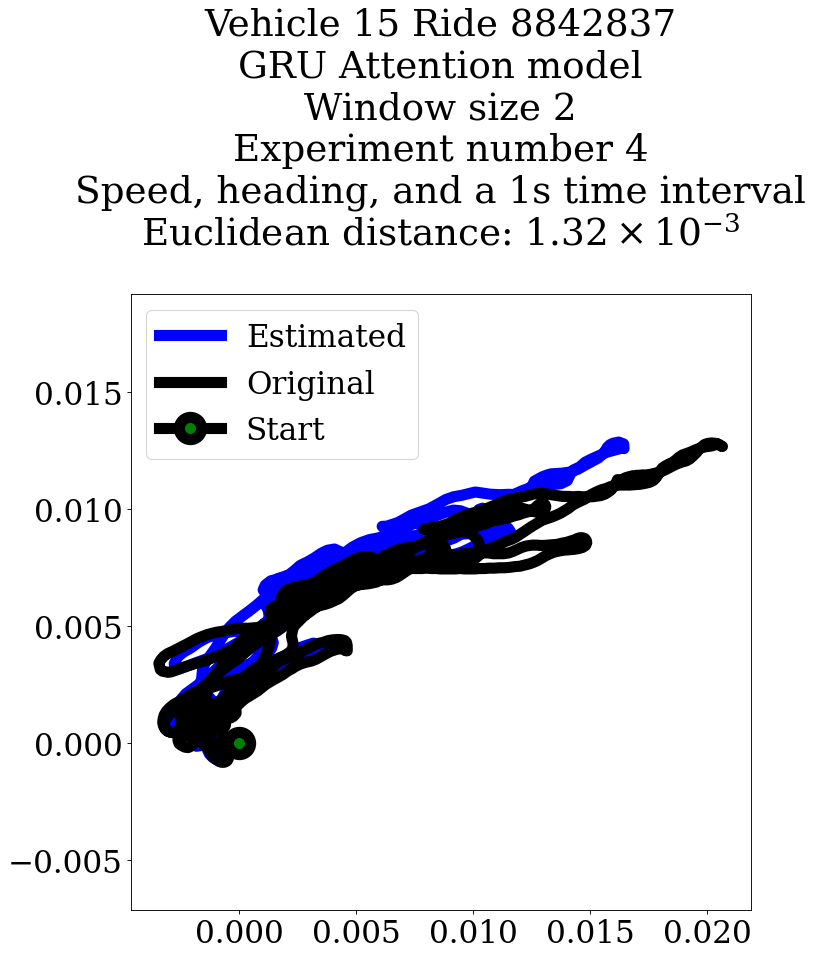 Vehicle 15 Ride 8842837
GRU Attention model
Window size 2
Experiment number 4
Speed, heading, and a 1s time interval
Euclidean distance: 1.32 × 10⁻³
Estimated
Original
Start
0.015
0.010
0.005
0.000
−0.005
0.000 0.005 0.010 0.015 0.020